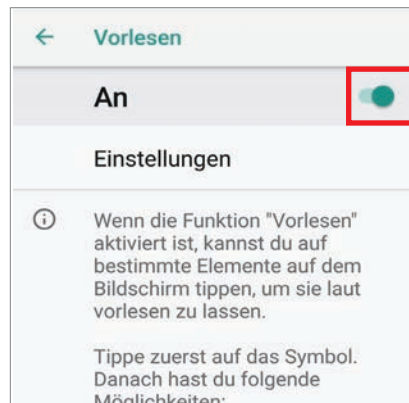 Vorlesen
An
Einstellungen
Wenn die Funktion "Vorlesen"
aktiviert ist, kannst du auf
bestimmte Elemente auf dem
Bildschirm tippen, um sie laut
vorlesen zu lassen.
Tippe zuerst auf das Symbol.
Danach hast du folgende
Möglichkeiten: